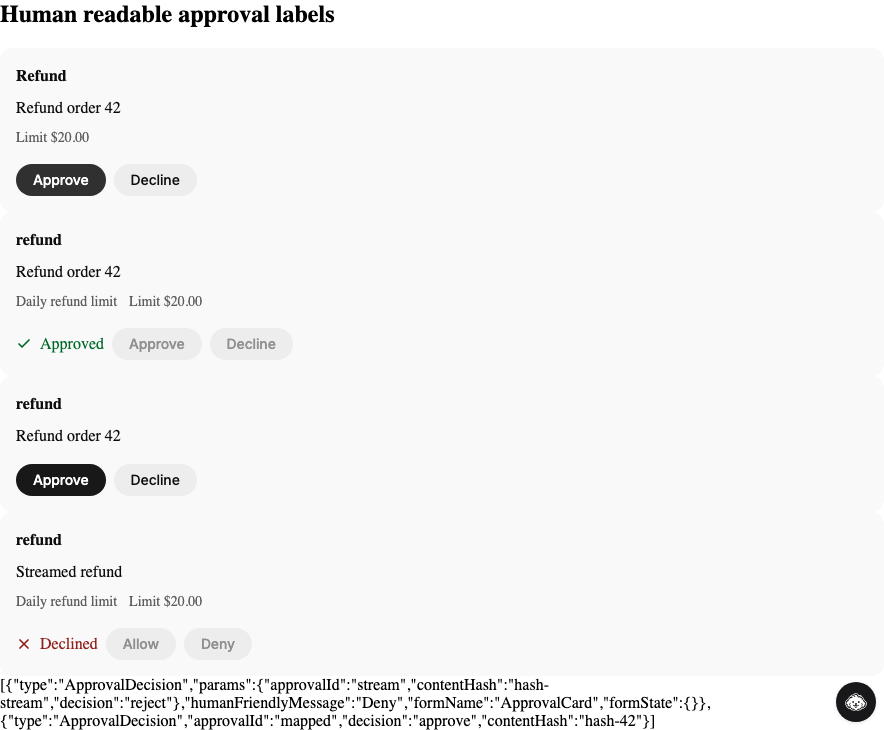 Human readable approval labels
Refund
Refund order 42
Limit $20.00
Approve Decline
refund
Refund order 42
Daily refund limit Limit $20.00
Approved Approve Decline
refund
Refund order 42
Approve Decline
refund
Streamed refund
Daily refund limit Limit $20.00
Declined Allow Deny
[{"type":"ApprovalDecision","params":{"approvalId":"stream","contentHash":"hash-
stream","decision":"reject"},"humanFriendlyMessage":"Deny","formName":"ApprovalCard","formState":{}},
{"type":"ApprovalDecision","approvalId":"mapped","decision":"approve","contentHash":"hash-42"}]